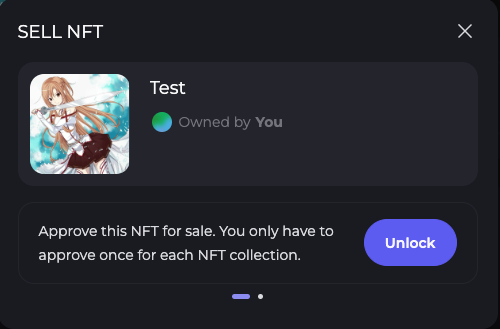 SELL NFT
Test
Owned by You
Approve this NFT for sale. You only have to
approve once for each NFT collection.
Unlock